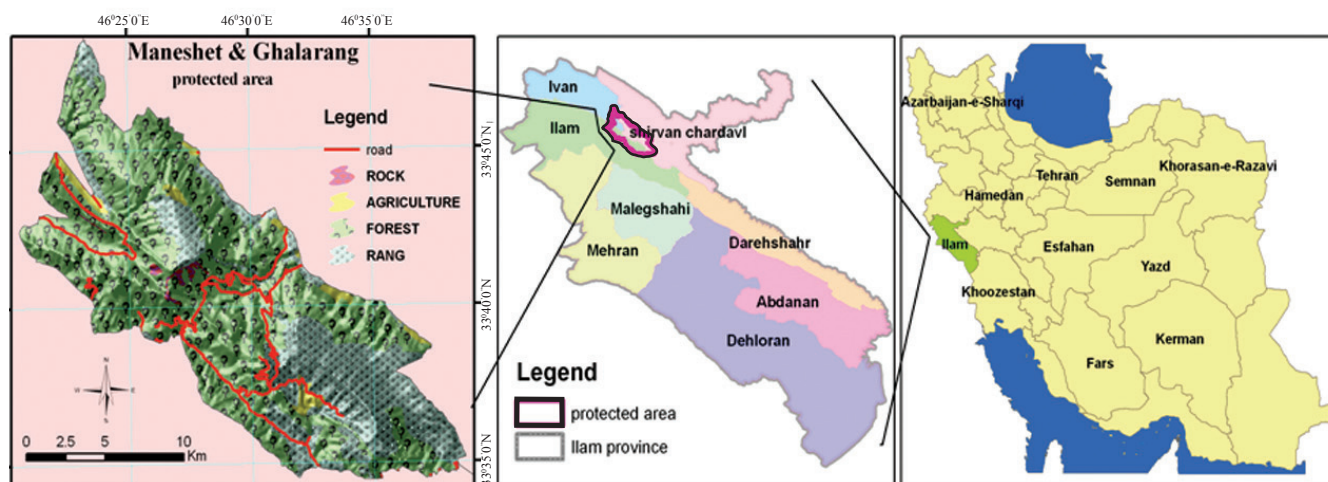 46°25'0"E
46°30'0"E
46°35'0"E
Maneshet & Ghalarang
protected area
Legend
road
ROCK
AGRICULTURE
FOREST
RANG
N
W
E
S
0 2.5 5 10
Km
33°45'0"N
33°40'0"N
33°35'0"N
Ivan
Ilam
shirvan chardavl
Malegshahi
Mehran
Darehshahr
Abdanan
Dehloran
Legend
protected area
Ilam province
Azarbaijan-e-Sharqi
Tehran
Semnan
Khorasan-e-Razavi
Hamedan
Ilam
Esfahan
Yazd
Khoozestan
Kerman
Fars